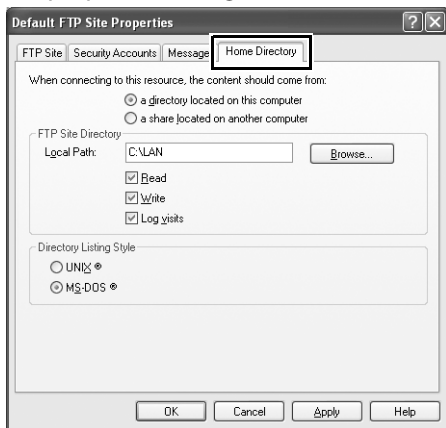 Default FTP Site Properties
FTP Site Security Accounts Message Home Directory
When connecting to this resource, the content should come from:
a directory located on this computer
a share located on another computer
FTP Site Directory
Local Path: C:\LAN Browse...
Read
Write
Log visits
Directory Listing Style
UNIX ®
MS-DOS ®
OK Cancel Apply Help